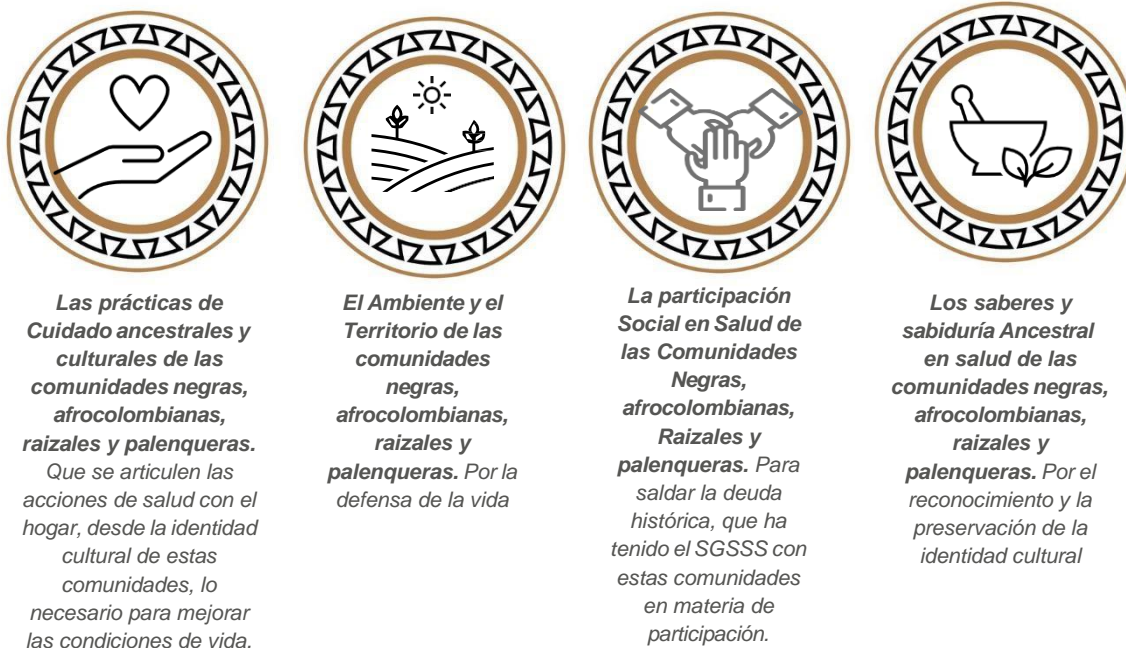 Las prácticas de
Cuidado ancestrales y
culturales de las
comunidades negras,
afrocolombianas,
raizales y palenqueras.
Que se articulen las
acciones de salud con el
hogar, desde la identidad
cultural de estas
comunidades, lo
necesario para mejorar
las condiciones de vida.
El Ambiente y el
Territorio de las
comunidades
negras,
afrocolombianas,
raizales y
palenqueras. Por la
defensa de la vida
La participación
Social en Salud de
las Comunidades
Negras,
afrocolombianas,
Raizales y
palenqueras. Para
saldar la deuda
histórica, que ha
tenido el SGSSS con
estas comunidades
en materia de
participación.
Los saberes y
sabiduría Ancestral
en salud de las
comunidades negras,
afrocolombianas,
raizales y
palenqueras. Por el
reconocimiento y la
preservación de la
identidad cultural